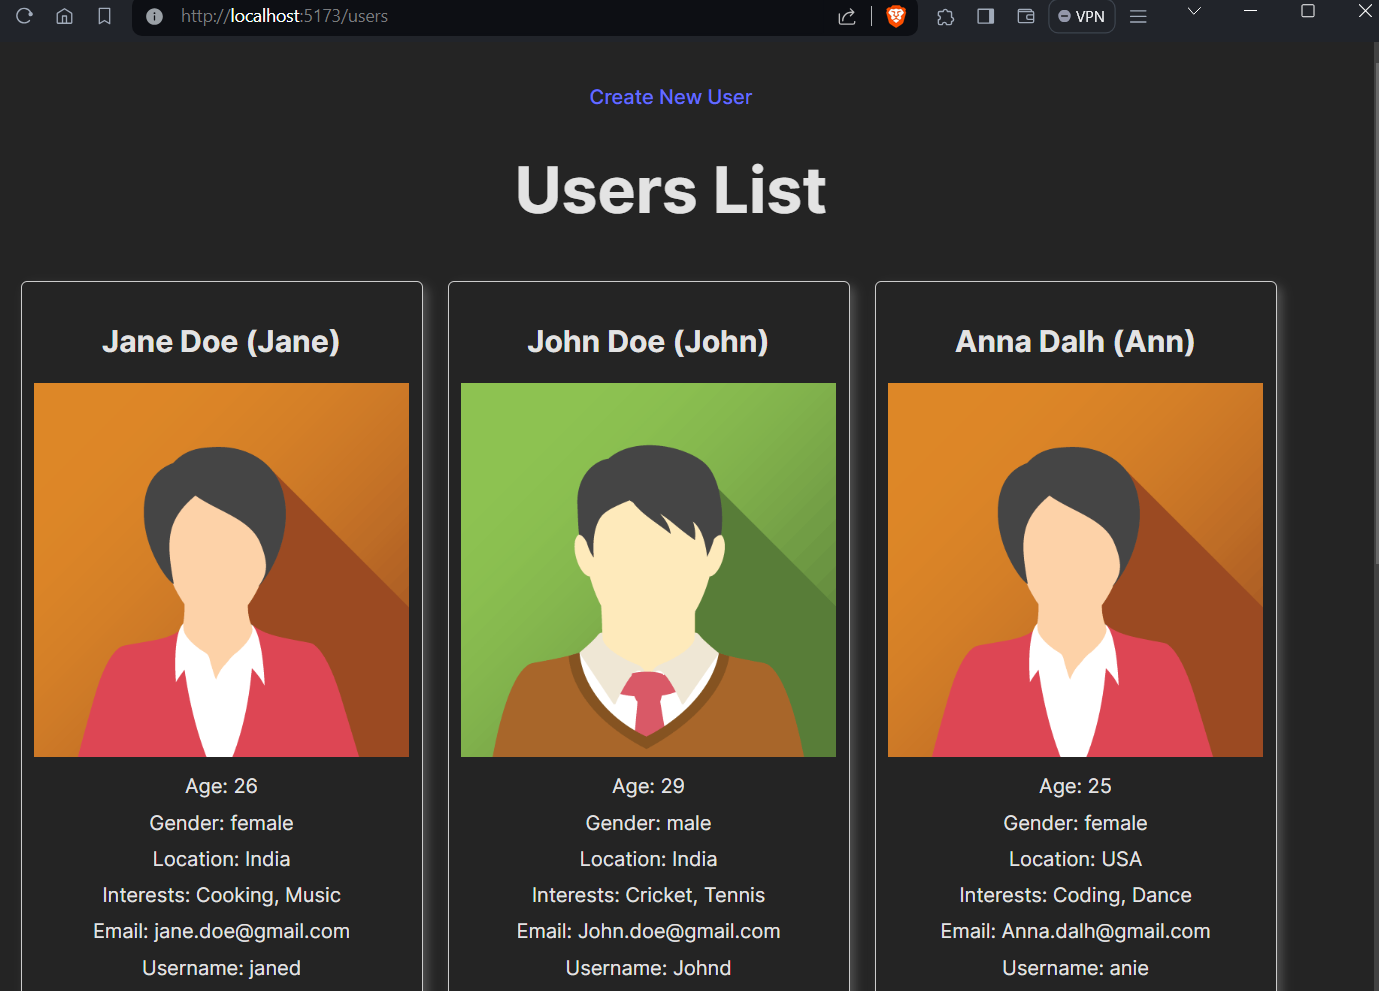 http://localhost:5173/users
VPN
Create New User
Users List
Jane Doe (Jane)
Age: 26
Gender: female
Location: India
Interests: Cooking, Music
Email: jane.doe@gmail.com
Username: janed
John Doe (John)
Age: 29
Gender: male
Location: India
Interests: Cricket, Tennis
Email: John.doe@gmail.com
Username: Johnd
Anna Dalh (Ann)
Age: 25
Gender: female
Location: USA
Interests: Coding, Dance
Email: Anna.dalh@gmail.com
Username: anie